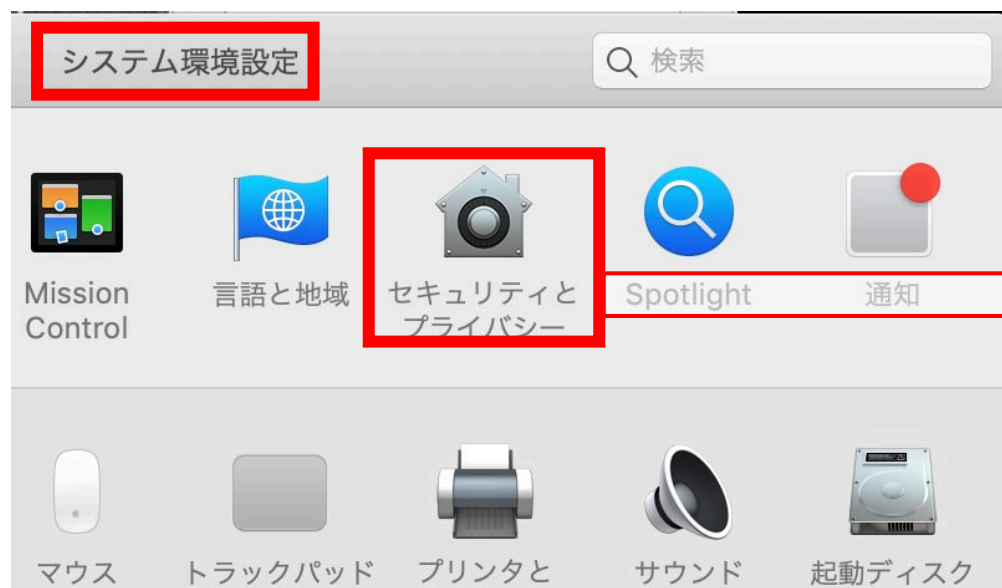 システム環境設定
検索
Mission
Control
言語と地域
セキュリティと
プライバシー
Spotlight
通知
マウス
トラックパッド
プリンタと
サウンド
起動ディスク